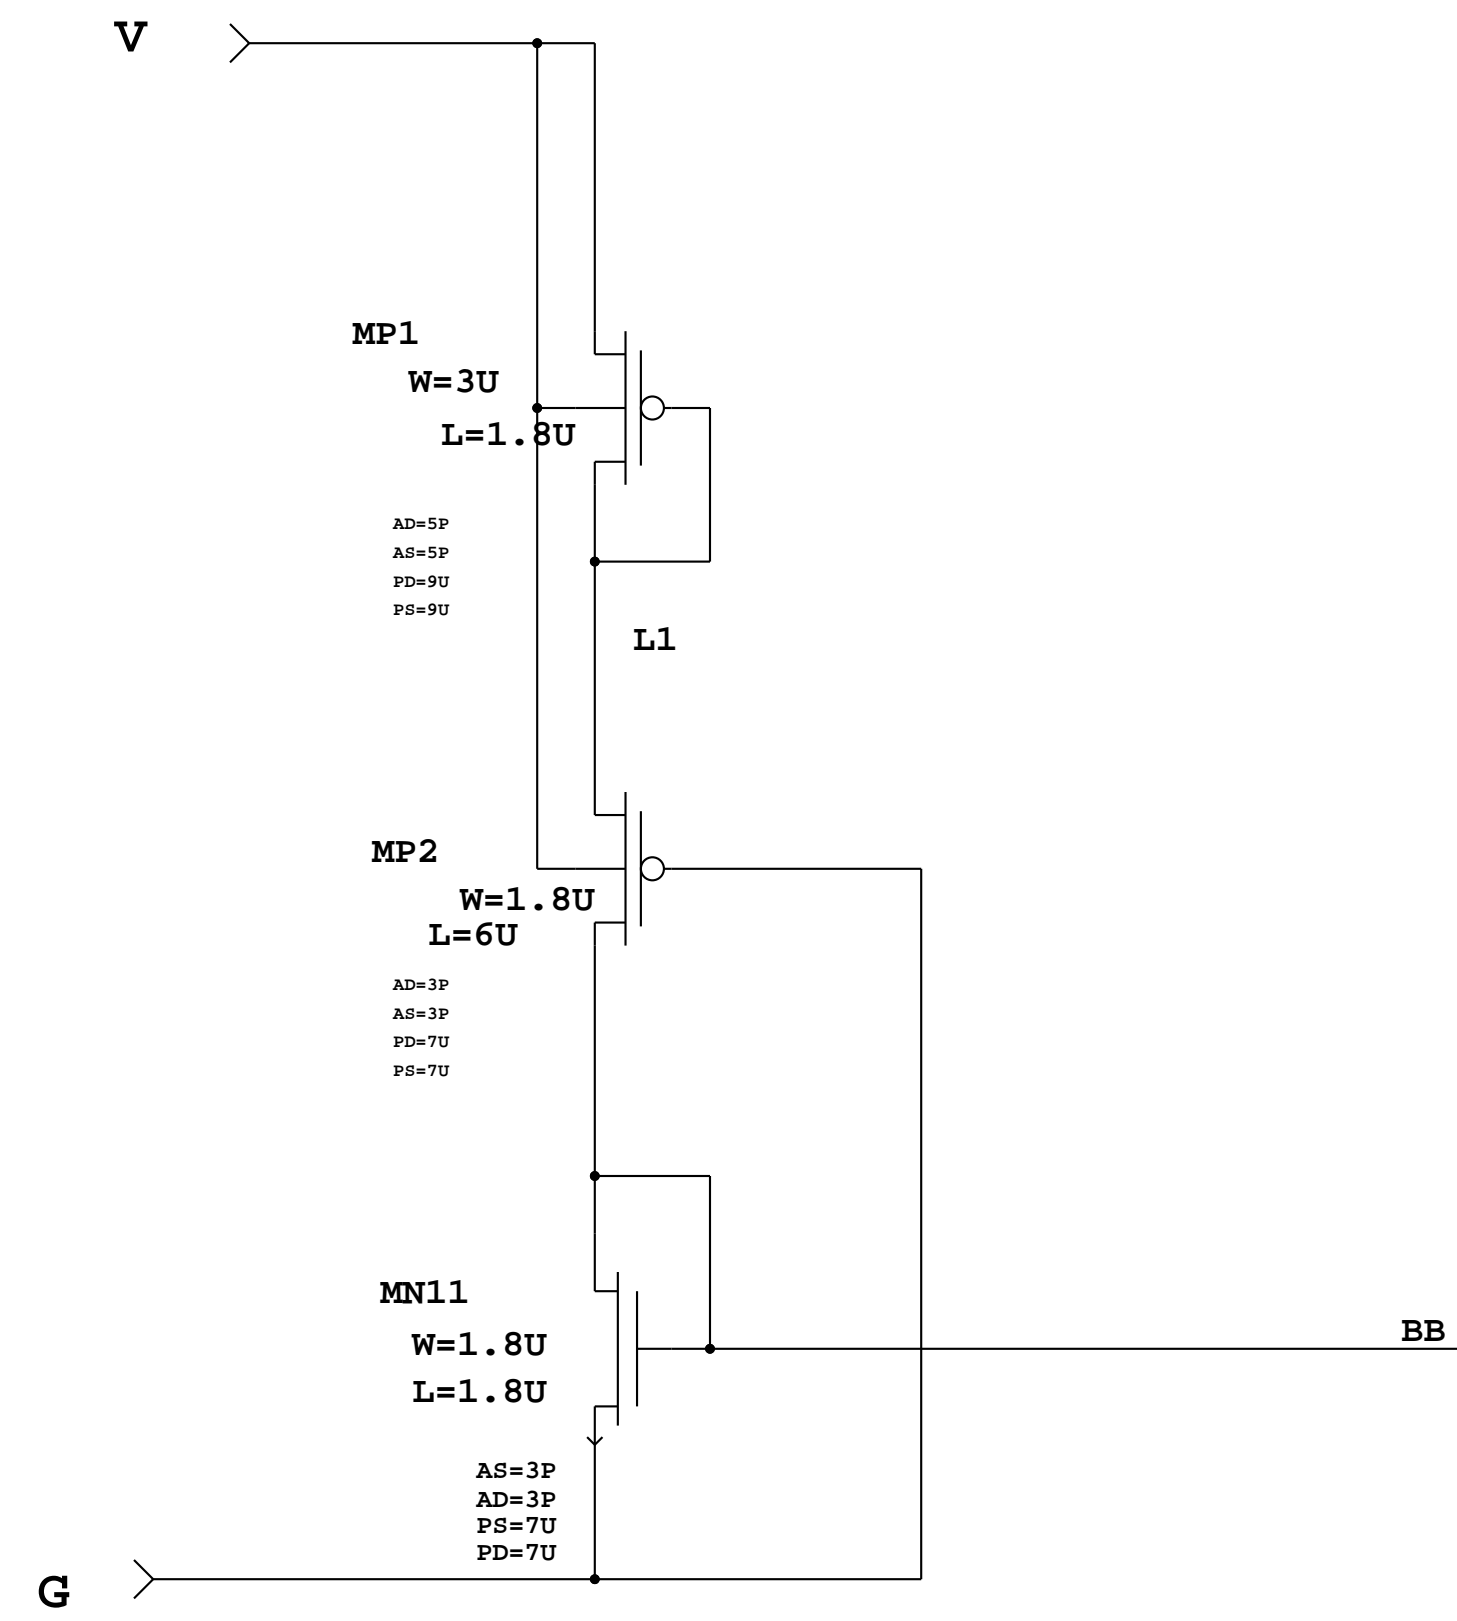 V
MP1
W=3U
L=1.8U
AD=5P
AS=5P
PD=9U
PS=9U
L1
MP2
W=1.8U
L=6U
AD=3P
AS=3P
PD=7U
PS=7U
MN11
BB
W=1.8U
L=1.8U
AS=3P
AD=3P
PS=7U
PD=7U
G